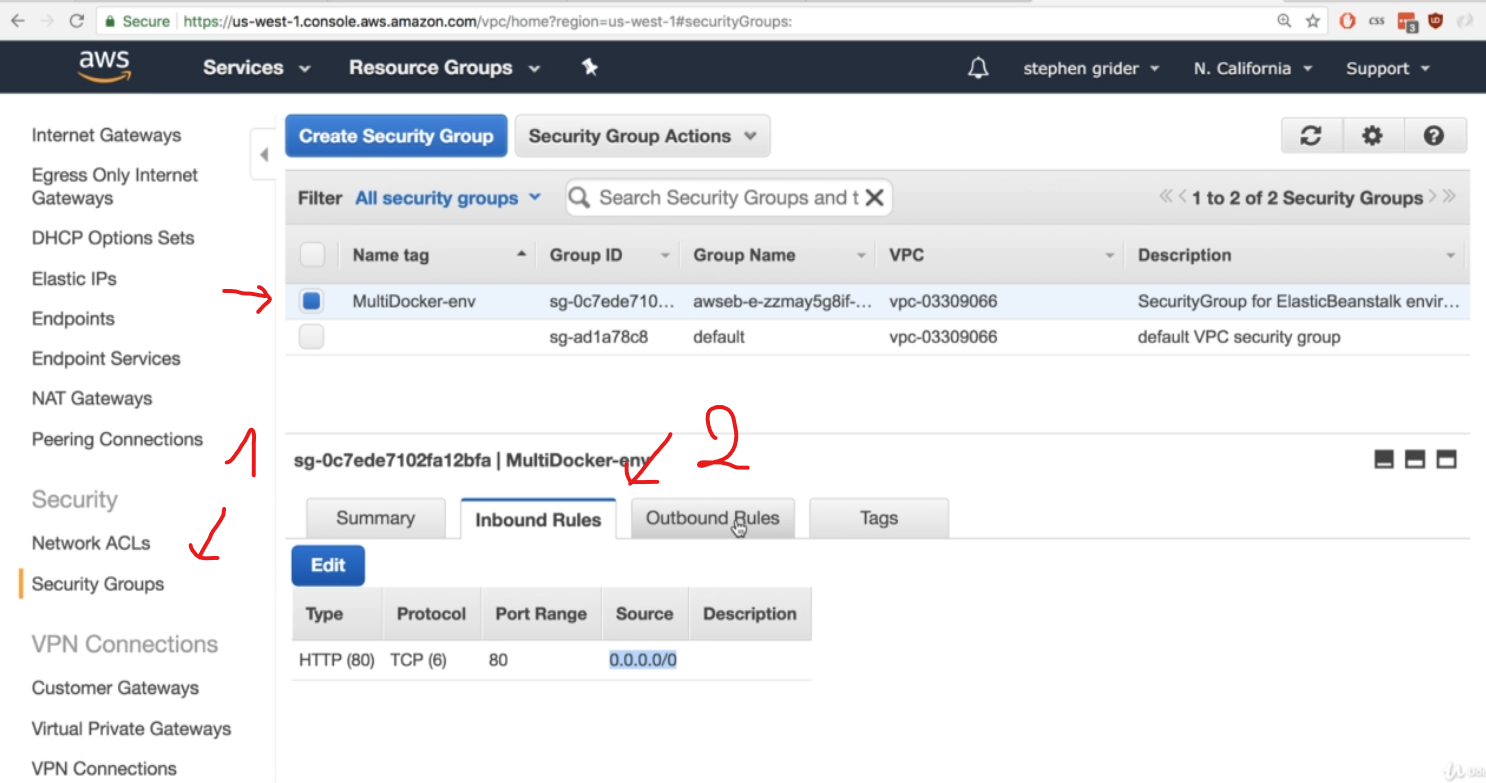 Secure https://us-west-1.console.aws.amazon.com/vpc/home?region=us-west-1#securityGroups: css 3
aws Services Resource Groups stephen grider N. California Support
Internet Gateways
Egress Only Internet
Gateways
DHCP Options Sets
Elastic IPs
Endpoints
Endpoint Services
NAT Gateways
Peering Connections
Security
Network ACLs
Security Groups
VPN Connections
Customer Gateways
Virtual Private Gateways
VPN Connections
1
Create Security Group Security Group Actions
Filter All security groups Search Security Groups and t 1 to 2 of 2 Security Groups
Name tag Group ID Group Name VPC Description
MultiDocker-env sg-0c7ede710... awseb-e-zzmay5g8if-... vpc-03309066 SecurityGroup for ElasticBeanstalk envir...
sg-ad1a78c8 default vpc-03309066 default VPC security group
2
sg-0c7ede7102fa12bfa | MultiDocker-env
Summary Inbound Rules Outbound Rules Tags
Edit
Type Protocol Port Range Source Description
HTTP (80) TCP (6) 80 0.0.0.0/0